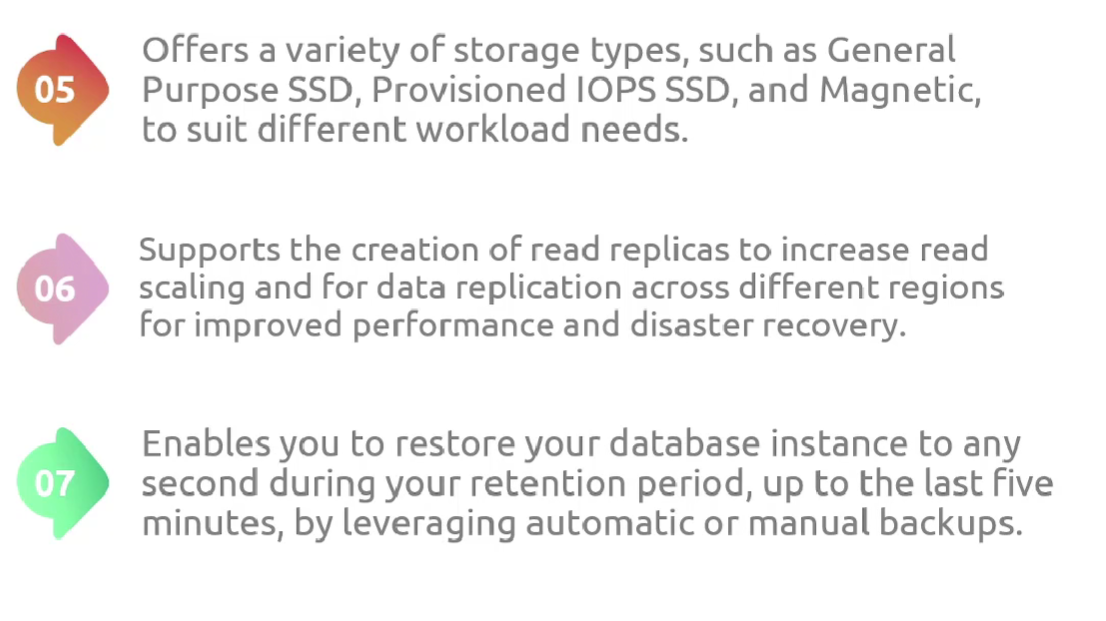 05
Offers a variety of storage types, such as General
Purpose SSD, Provisioned IOPS SSD, and Magnetic,
to suit different workload needs.
06
Supports the creation of read replicas to increase read
scaling and for data replication across different regions
for improved performance and disaster recovery.
07
Enables you to restore your database instance to any
second during your retention period, up to the last five
minutes, by leveraging automatic or manual backups.